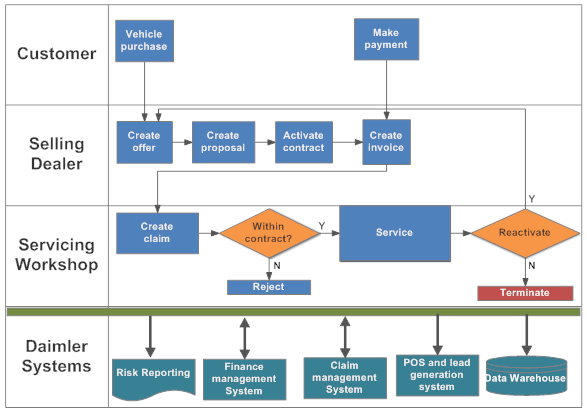 Customer
Vehicle
purchase
Make
payment
Selling
Dealer
Create
offer
Create
proposal
Activate
contract
Create
invoice
Y
Servicing
Workshop
Create
claim
Within
contract?
Y
N
Reject
Service
Reactivate
N
Terminate
Daimler
Systems
Risk Reporting
Finance
management
System
Claim
management
System
POS and lead
generation
system
Data Warehouse